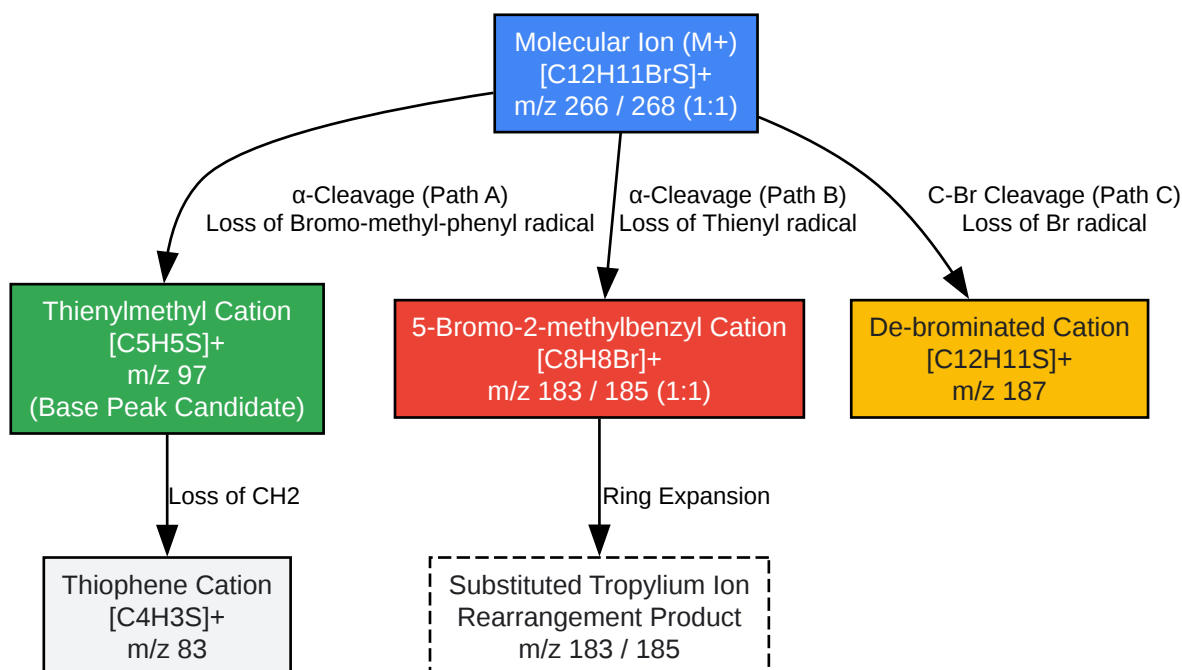 Molecular Ion (M+)
[C12H11BrS]+
m/z 266 / 268 (1:1)
α-Cleavage (Path A)
Loss of Bromo-methyl-phenyl radical
α-Cleavage (Path B)
Loss of Thienyl radical
C-Br Cleavage (Path C)
Loss of Br radical
Thienylmethyl Cation
[C5H5S]+
m/z 97
(Base Peak Candidate)
5-Bromo-2-methylbenzyl Cation
[C8H8Br]+
m/z 183 / 185 (1:1)
De-brominated Cation
[C12H11S]+
m/z 187
Loss of CH2
Ring Expansion
Thiophene Cation
[C4H3S]+
m/z 83
Substituted Tropylium Ion
Rearrangement Product
m/z 183 / 185